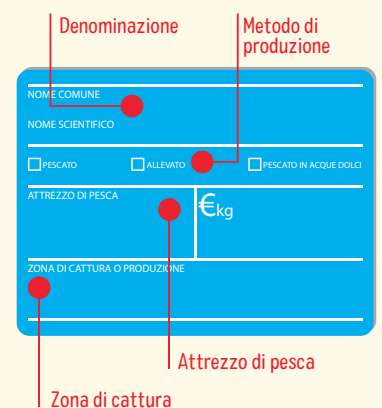 Denominazione
Metodo di
produzione
NOME COMUNE
NOME SCIENTIFICO
PESCATO ALLEVATO PESCATO IN ACQUE DOLCI
ATTREZZO DI PESCA
€kg
ZONA DI CATTURA O PRODUZIONE
Attrezzo di pesca
Zona di cattura